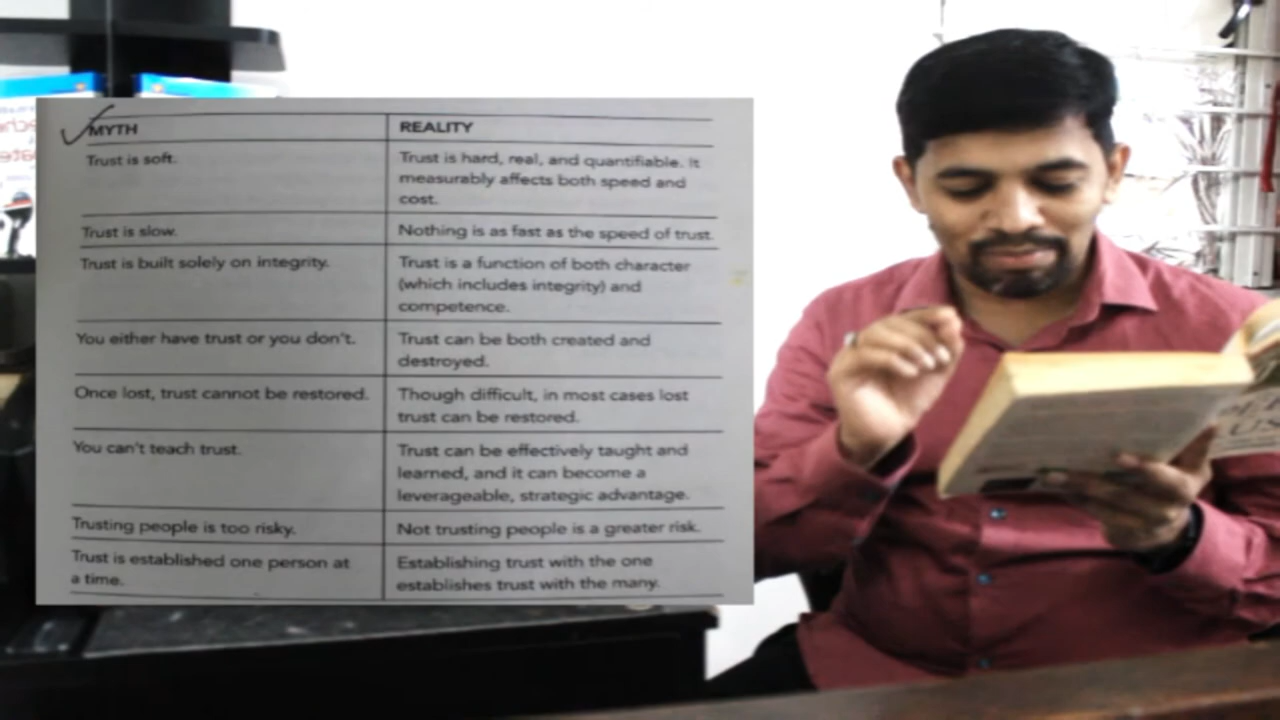 MYTH
REALITY
Trust is soft.
Trust is hard, real, and quantifiable. It
measurably affects both speed and
cost.
Trust is slow.
Nothing is as fast as the speed of trust.
Trust is built solely on integrity.
Trust is a function of both character
(which includes integrity) and
competence.
You either have trust or you don't.
Trust can be both created and
destroyed.
Once lost, trust cannot be restored.
Though difficult, in most cases lost
trust can be restored.
You can't teach trust.
Trust can be effectively taught and
learned, and it can become a
leverageable, strategic advantage.
Trusting people is too risky.
Not trusting people is a greater risk.
Trust is established one person at
a time.
Establishing trust with the one
establishes trust with the many.